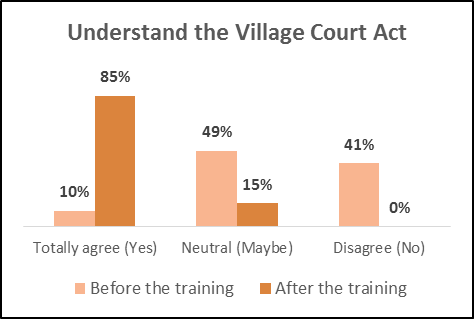 Understand the Village Court Act
85%
49%
41%
10%
15%
0%
Totally agree (Yes) Neutral (Maybe) Disagree (No)
Before the training After the training